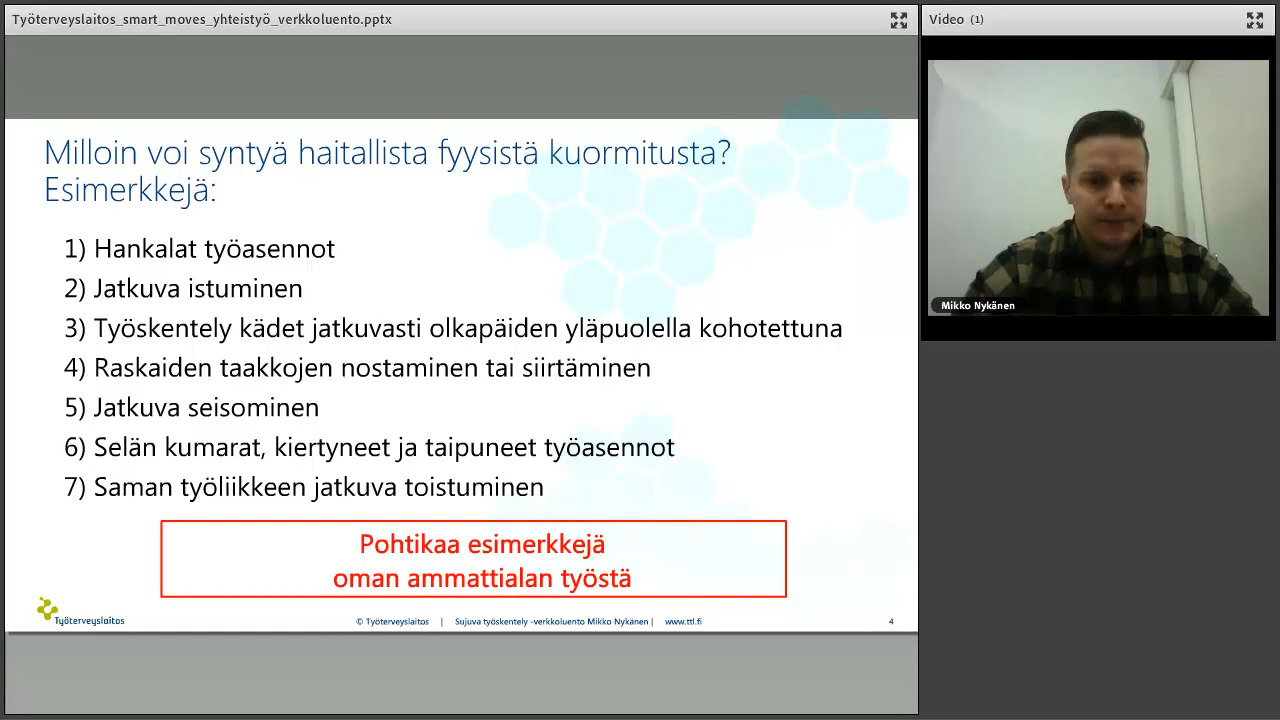 Työterveyslaitos_smart_moves_yhteistyö_verkkoluento.pptx
Video (1)
Milloin voi syntyä haitallista fyysistä kuormitusta?
Esimerkkejä:
1) Hankalat työasennot
2) Jatkuva istuminen
3) Työskentely kädet jatkuvasti olkapäiden yläpuolella kohotettuna
4) Raskaiden taakkojen nostaminen tai siirtäminen
5) Jatkuva seisominen
6) Selän kumarat, kiertyneet ja taipuneet työasennot
7) Saman työliikkeen jatkuva toistuminen
Pohtikaa esimerkkejä
oman ammattialan työstä
Työterveyslaitos
© Työterveyslaitos | Sujuva työskentely -verkkoluento Mikko Nykänen | www.ttl.fi
4
Mikko Nykänen